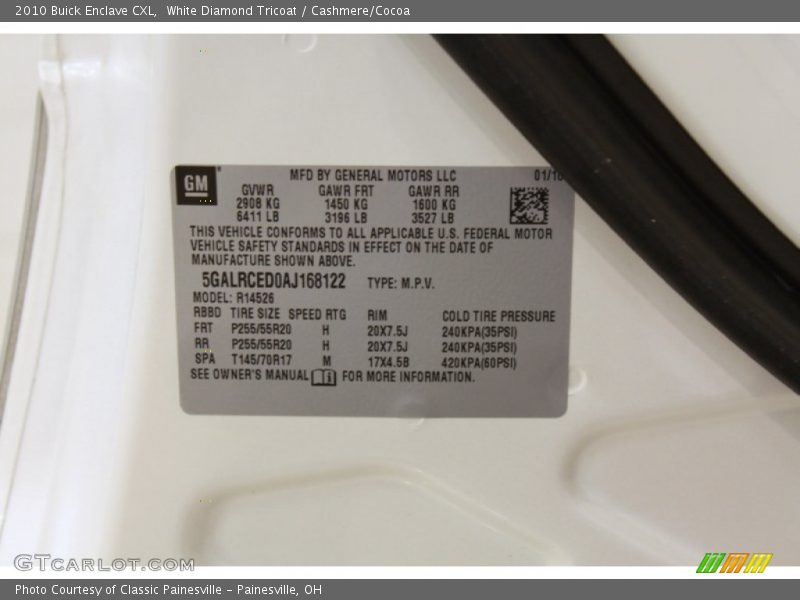 2010 Buick Enclave CXL,  White Diamond Tricoat / Cashmere/Cocoa
GM MFD BY GENERAL MOTORS LLC 01/10
GVWR GAWR FRT GAWR RR
2908 KG 1450 KG 1600 KG
6411 LB 3196 LB 3527 LB
THIS VEHICLE CONFORMS TO ALL APPLICABLE U.S. FEDERAL MOTOR
VEHICLE SAFETY STANDARDS IN EFFECT ON THE DATE OF
MANUFACTURE SHOWN ABOVE.
5GALRCED0AJ168122 TYPE: M.P.V.
MODEL: R14526
RBBD TIRE SIZE SPEED RTG RIM COLD TIRE PRESSURE
FRT P255/55R20 H 20X7.5J 240KPA(35PSI)
RR P255/55R20 H 20X7.5J 240KPA(35PSI)
SPA T145/70R17 M 17X4.5B 420KPA(60PSI)
SEE OWNER'S MANUAL FOR MORE INFORMATION.
GTCARLOT.COM
Photo Courtesy of Classic Painesville - Painesville, OH